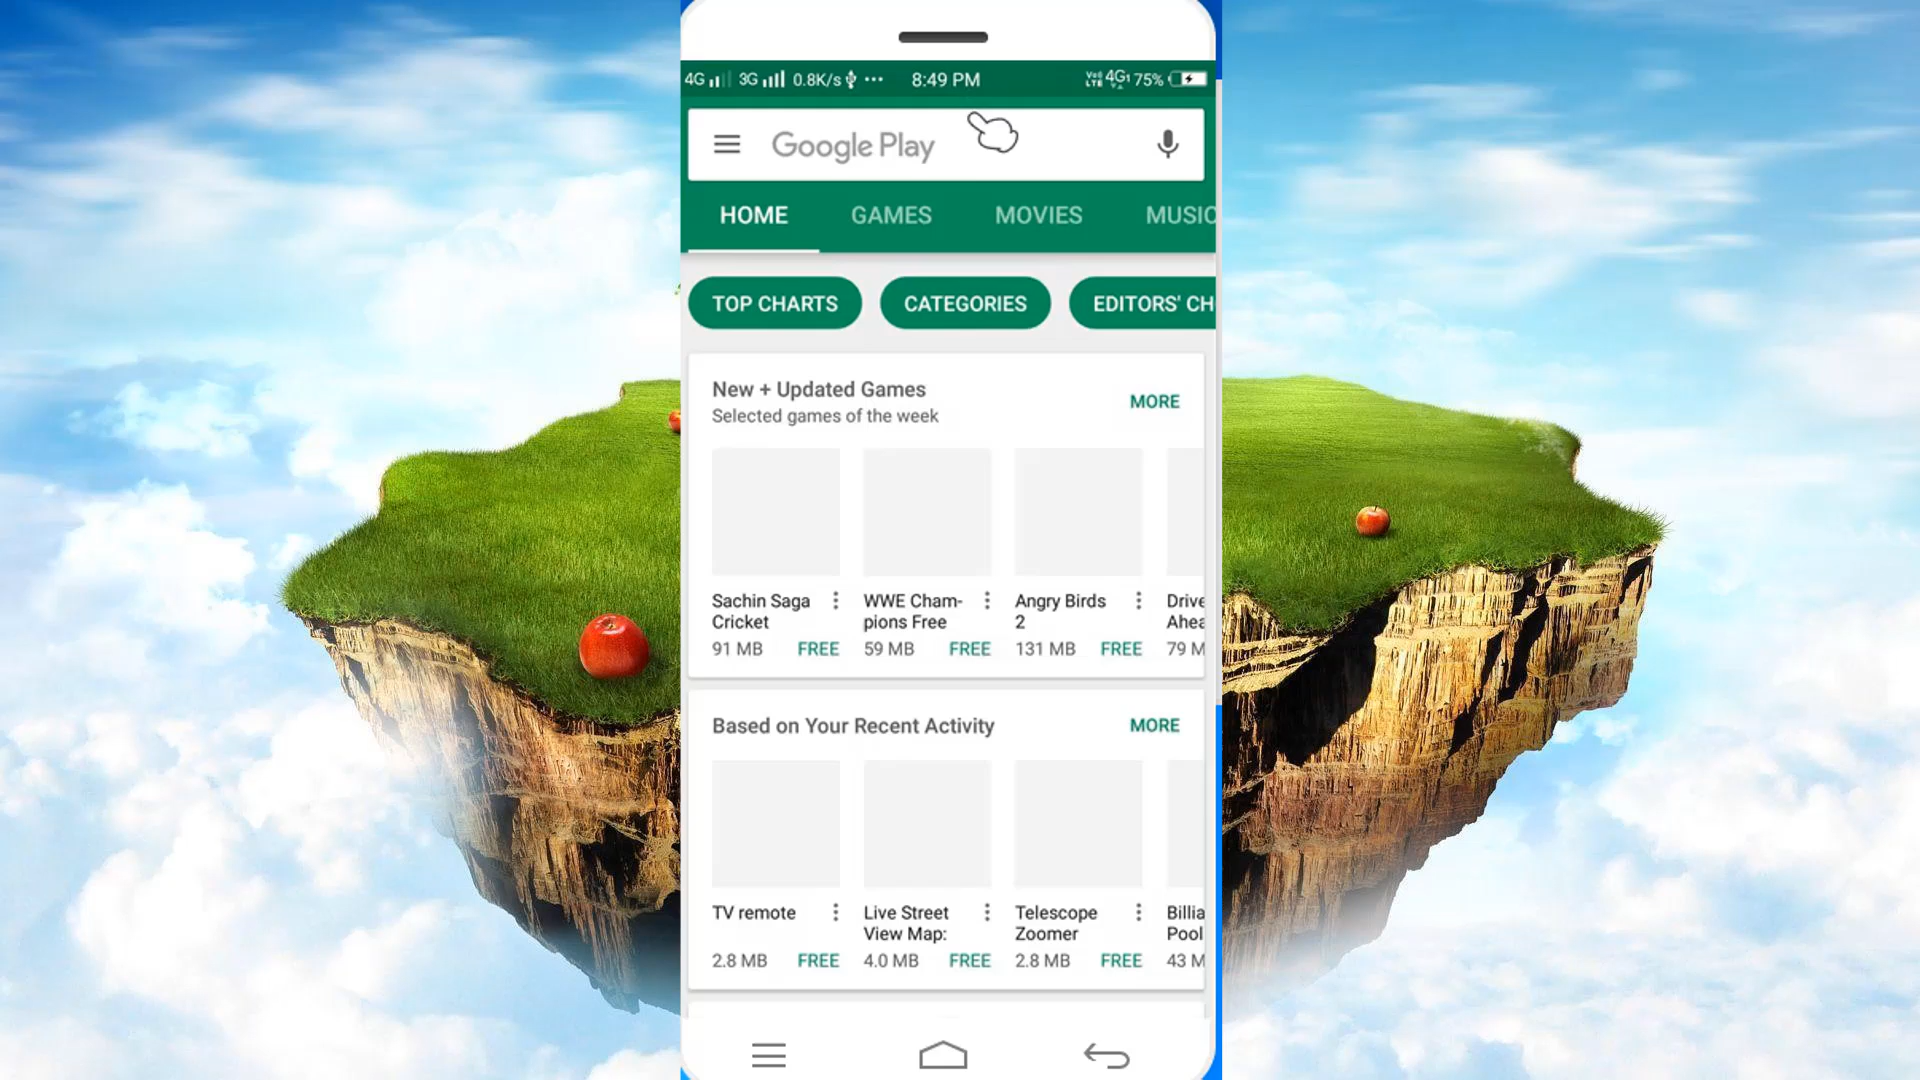 4G 3G 0.8K/s ••• 8:49 PM VoLTE 4G 75%
Google Play
HOME GAMES MOVIES MUSIC
TOP CHARTS CATEGORIES EDITORS' CH
New + Updated Games
MORE
Selected games of the week
Sachin Saga WWE Cham- Angry Birds Drive
Cricket pions Free 2 Ahea
91 MB FREE 59 MB FREE 131 MB FREE 79 M
Based on Your Recent Activity MORE
TV remote Live Street Telescope Billia
View Map: Zoomer Pool
2.8 MB FREE 4.0 MB FREE 2.8 MB FREE 43 M